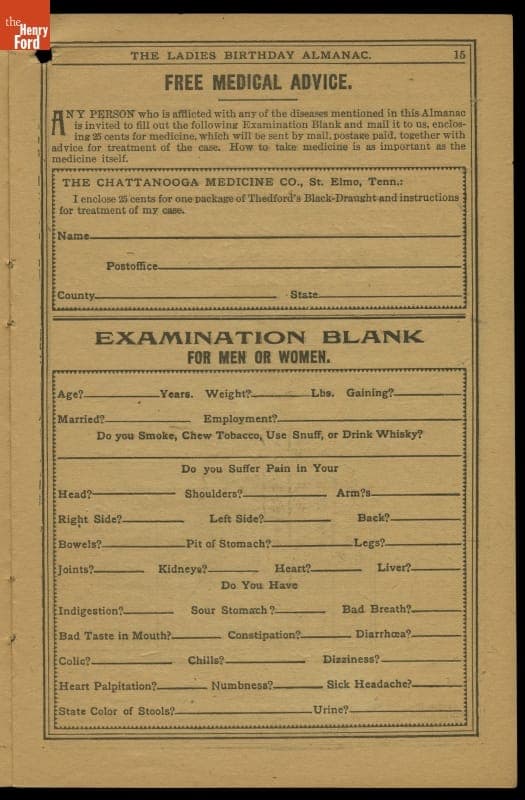 the
Henry
Ford
THE LADIES BIRTHDAY ALMANAC. 15
FREE MEDICAL ADVICE.
ANY PERSON who is afflicted with any of the diseases mentioned in this Almanac
is invited to fill out the following Examination Blank and mail it to us, enclos-
ing 25 cents for medicine, which will be sent by mail, postage paid, together with
advice for treatment of the case. How to take medicine is as important as the
medicine itself.
THE CHATTANOOGA MEDICINE CO., St. Elmo, Tenn.:
I enclose 25 cents for one package of Thedford's Black-Draught and instructions
for treatment of my case.
Name
Postoffice
County State
EXAMINATION BLANK
FOR MEN OR WOMEN.
Age? Years. Weight? Lbs. Gaining?
Married? Employment?
Do you Smoke, Chew Tobacco, Use Snuff, or Drink Whisky?
Do you Suffer Pain in Your
Head? Shoulders? Arm?s
Right Side? Left Side? Back?
Bowels? Pit of Stomach? Legs?
Joints? Kidneys? Heart? Liver?
Do You Have
Indigestion? Sour Stomach? Bad Breath?
Bad Taste in Mouth? Constipation? Diarrhœa?
Colic? Chills? Dizziness?
Heart Palpitation? Numbness? Sick Headache?
State Color of Stools? Urine?